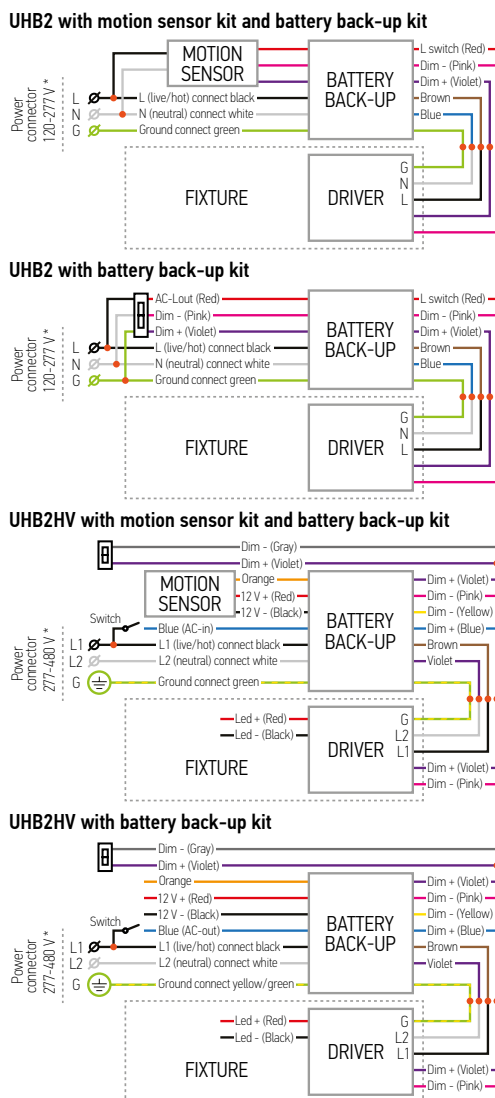 UHB2 with motion sensor kit and battery back-up kit
MOTION
SENSOR
BATTERY
BACK-UP
L switch (Red)
Dim - (Pink)
Dim + (Violet)
Brown
Blue
Power
connector
120-277 V *
L
N
G
L (live/hot) connect black
N (neutral) connect white
Ground connect green
FIXTURE
DRIVER
G
N
L
UHB2 with battery back-up kit
AC-Lout (Red)
Dim - (Pink)
Dim + (Violet)
BATTERY
BACK-UP
L switch (Red)
Dim - (Pink)
Dim + (Violet)
Brown
Blue
Power
connector
120-277 V *
L
N
G
L (live/hot) connect black
N (neutral) connect white
Ground connect green
FIXTURE
DRIVER
G
N
L
UHB2HV with motion sensor kit and battery back-up kit
Dim - (Gray)
Dim + (Violet)
MOTION
SENSOR
Orange
12 V + (Red)
12 V - (Black)
BATTERY
BACK-UP
Dim + (Violet)
Dim - (Pink)
Dim - (Yellow)
Dim + (Blue)
Brown
Violet
Switch
Blue (AC-in)
Power
connector
277-480 V *
L1
L2
G
L1 (live/hot) connect black
L2 (neutral) connect white
Ground connect green
Led + (Red)
Led - (Black)
FIXTURE
DRIVER
G
L2
L1
Dim + (Violet)
Dim - (Pink)
UHB2HV with battery back-up kit
Dim - (Gray)
Dim + (Violet)
Orange
12 V + (Red)
12 V - (Black)
Switch
Blue (AC-out)
BATTERY
BACK-UP
Dim + (Violet)
Dim - (Pink)
Dim - (Yellow)
Dim + (Blue)
Brown
Violet
Power
connector
277-480 V *
L1
L2
G
L1 (live/hot) connect black
L2 (neutral) connect white
Ground connect yellow/green
Led + (Red)
Led - (Black)
FIXTURE
DRIVER
G
L2
L1
Dim + (Violet)
Dim - (Pink)